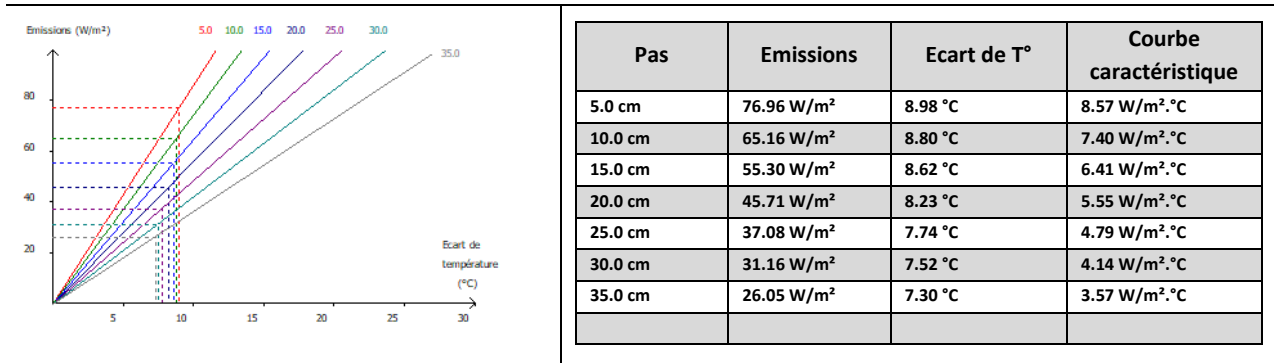 Emissions (W/m²) 5.0 10.0 15.0 20.0 25.0 30.0
35.0
80
60
40
20
Ecart de
température
(°C)
5 10 15 20 25 30
Pas Emissions Ecart de T° Courbe
caractéristique
5.0 cm 76.96 W/m² 8.98 °C 8.57 W/m².°C
10.0 cm 65.16 W/m² 8.80 °C 7.40 W/m².°C
15.0 cm 55.30 W/m² 8.62 °C 6.41 W/m².°C
20.0 cm 45.71 W/m² 8.23 °C 5.55 W/m².°C
25.0 cm 37.08 W/m² 7.74 °C 4.79 W/m².°C
30.0 cm 31.16 W/m² 7.52 °C 4.14 W/m².°C
35.0 cm 26.05 W/m² 7.30 °C 3.57 W/m².°C